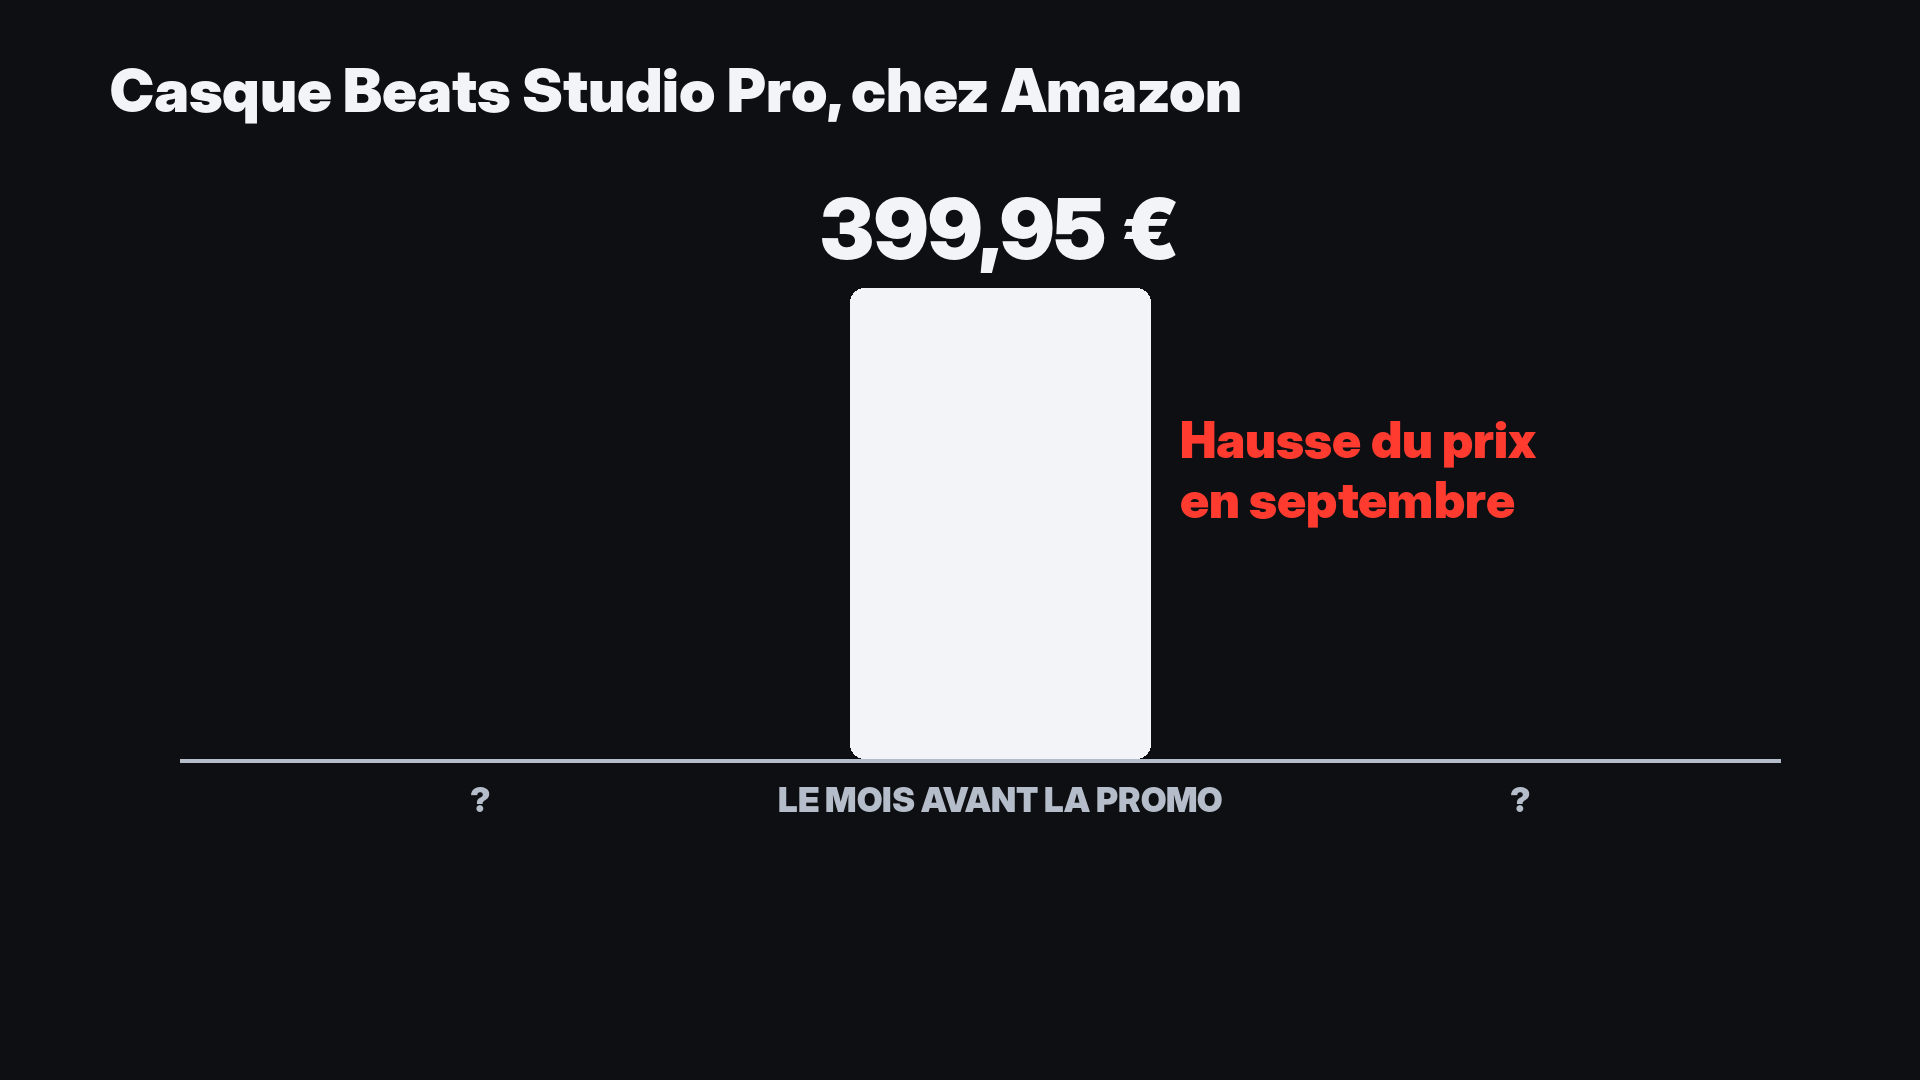 Casque Beats Studio Pro, chez Amazon
399,95 €
Hausse du prix
en septembre
?
LE MOIS AVANT LA PROMO
?